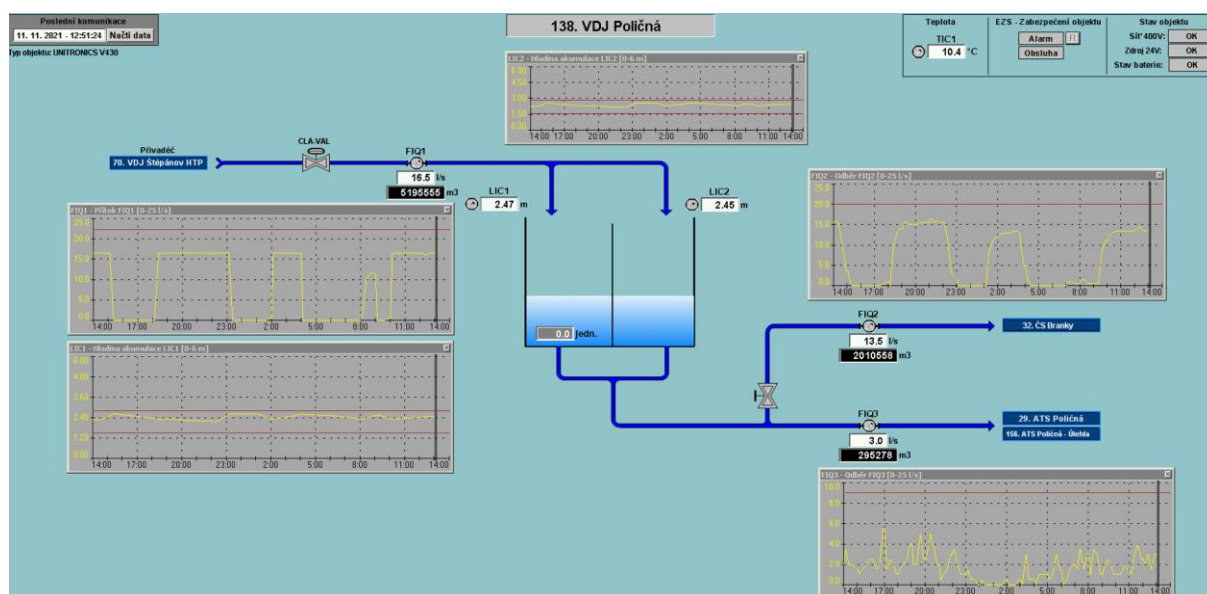 Poslední komunikace
11. 11. 2021 - 12:51:24 Načti data
Typ objektu: UNITRONICS V430
138. VDJ Poličná
Teplota
TIC1
10.4 °C
EZS - Zabezpečení objektu
Alarm R
Obsluha
Stav objektu
Síť 400V: OK
Zdroj 24V: OK
Stav baterie: OK
LIC2 - Hladina akumulace LIC2 [0-6 m]
6.00
4.50
3.00
1.50
0.00
14:00 17:00 20:00 23:00 2:00 5:00 8:00 11:00 14:00
Přivaděč
70. VDJ Štěpánov HTP
CLA-VAL
FIQ1
16.5 l/s
5195555 m3
LIC1
2.47 m
LIC2
2.45 m
FIQ1 - Přítok FIQ1 [0-25 l/s]
25.0
20.0
15.0
10.0
5.0
0.0
14:00 17:00 20:00 23:00 2:00 5:00 8:00 11:00 14:00
FIQ2 - Odběr FIQ2 [0-25 l/s]
25.0
20.0
15.0
10.0
5.0
0.0
14:00 17:00 20:00 23:00 2:00 5:00 8:00 11:00 14:00
0.0 jedn.
FIQ2
13.5 l/s
2010558 m3
32. ČS Branky
LIC1 - Hladina akumulace LIC1 [0-6 m]
6.00
4.80
3.60
2.40
1.20
0.00
14:00 17:00 20:00 23:00 2:00 5:00 8:00 11:00 14:00
FIQ3
3.0 l/s
295278 m3
29. ATS Poličná
156. ATS Poličná - Úlehla
FIQ3 - Odběr FIQ3 [0-25 l/s]
10.0
8.0
6.0
4.0
2.0
0.0
14:00 17:00 20:00 23:00 2:00 5:00 8:00 11:00 14:00